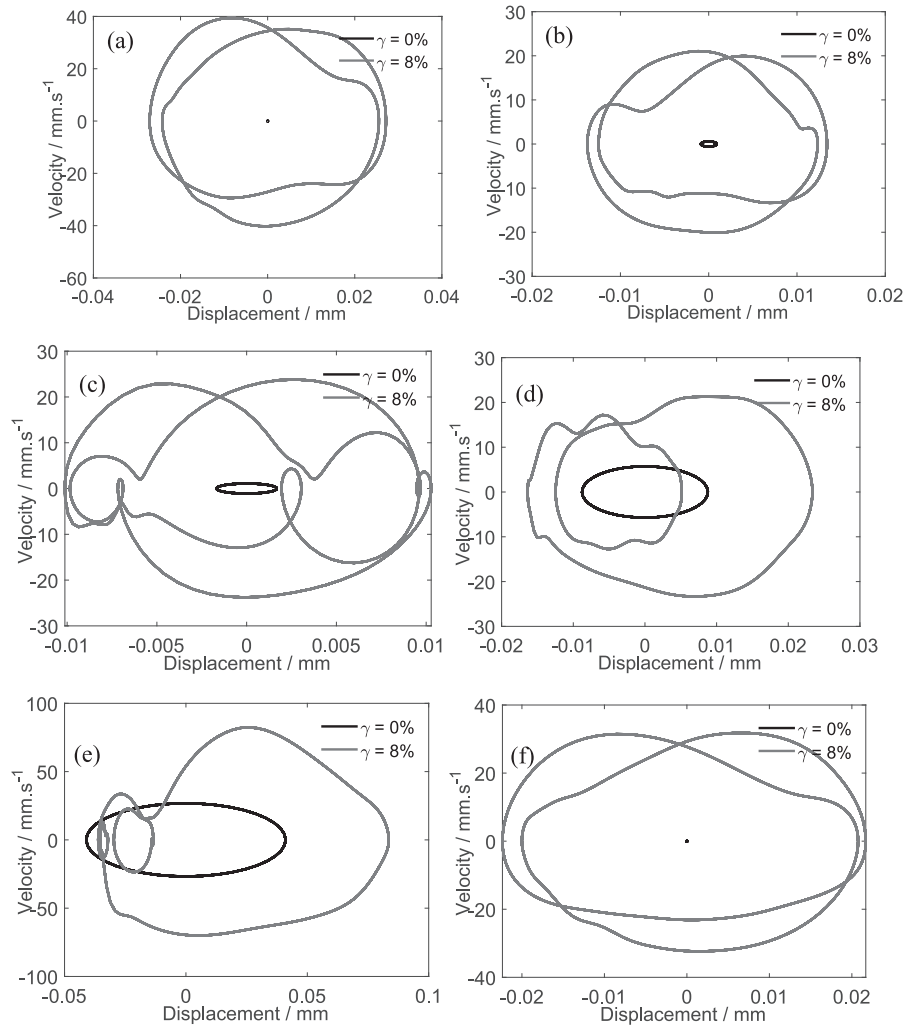 (a)
γ = 0%
γ = 8%
Velocity / mm.s-1
40
20
0
-20
-40
-60
-0.04 -0.02 0 0.02 0.04
Displacement / mm
(b)
γ = 0%
γ = 8%
Velocity / mm.s-1
30
20
10
0
10
-20
-30
-0.02 -0.01 0 0.01 0.02
Displacement / mm
(c)
γ = 0%
γ = 8%
Velocity / mm.s-1
30
20
10
0
10
-20
-30
-0.01 -0.005 0 0.005 0.01
Displacement / mm
(d)
γ = 0%
γ = 8%
Velocity / mm.s-1
30
20
10
0
-10
-20
-30
-0.02 -0.01 0 0.01 0.02 0.03
Displacement / mm
(e)
γ = 0%
γ = 8%
Velocity / mm.s-1
100
50
0
-50
-100
-0.05 0 0.05 0.1
Displacement / mm
(f)
γ = 0%
γ = 8%
Velocity / mm.s-1
40
20
0
-20
-40
-0.02 -0.01 0 0.01 0.02
Displacement / mm